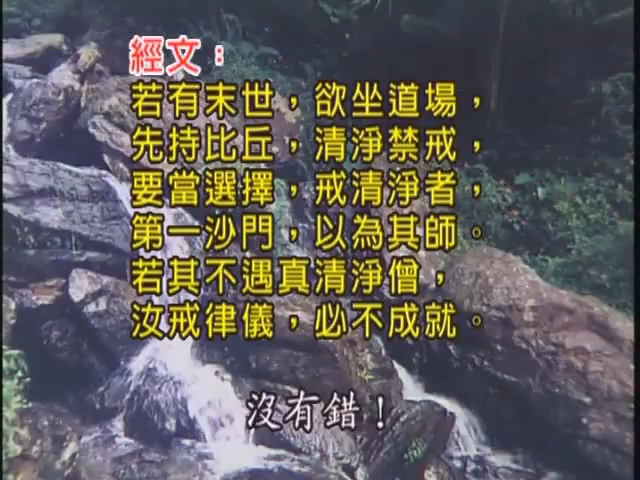 經文：
若有末世，欲坐道場，
先持比丘，清淨禁戒，
要當選擇，戒清淨者，
第一沙門，以為其師。
若其不遇真清淨僧，
汝戒律儀，必不成就。
沒有錯！